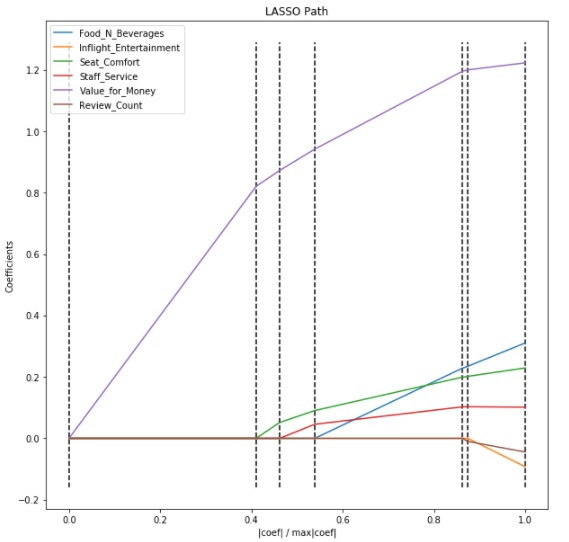 LASSO Path
Food_N_Beverages
Inflight_Entertainment
Seat_Comfort
Staff_Service
Value_for_Money
Review_Count
1.2
1.0
0.8
0.6
0.4
0.2
0.0
−0.2
Coefficients
0.0 0.2 0.4 0.6 0.8 1.0
|coef| / max|coef|